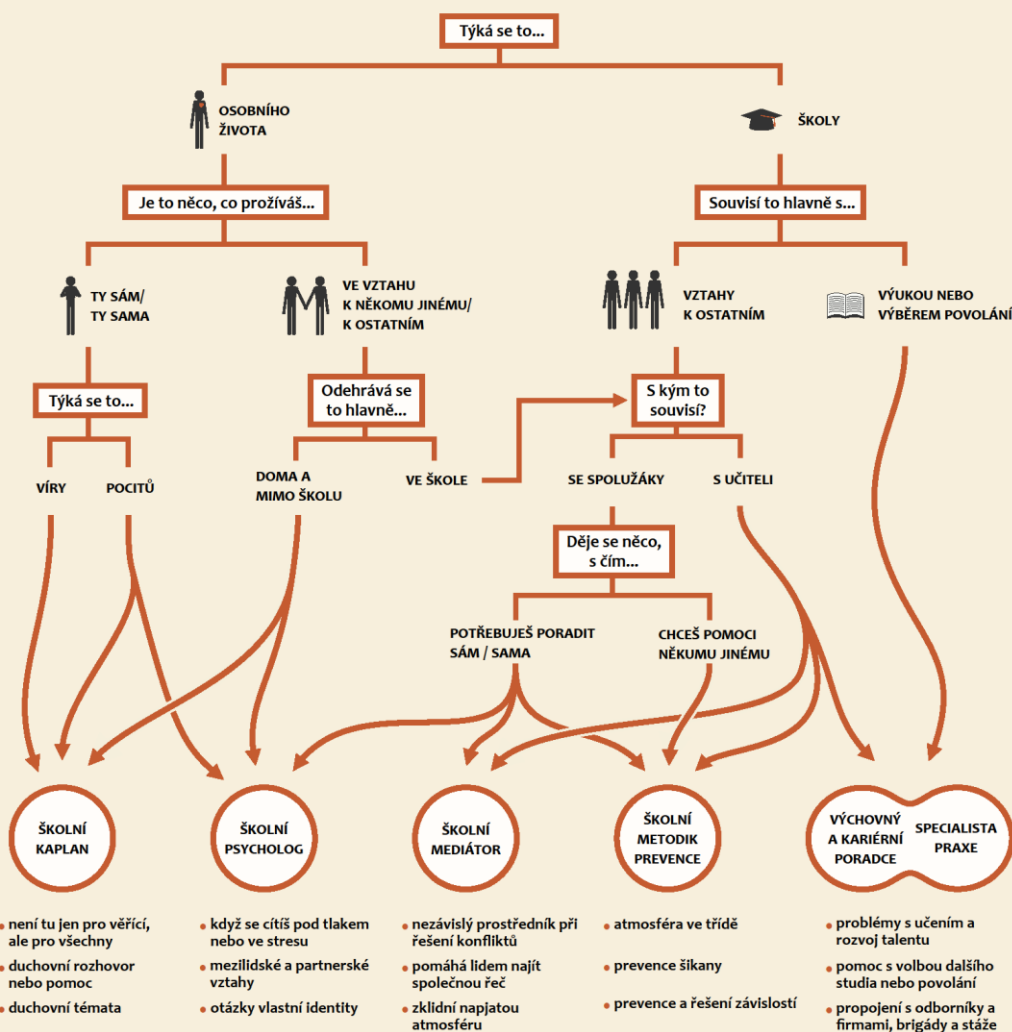 Týká se to...
OSOBNÍHO
ŽIVOTA
ŠKOLY
Je to něco, co prožíváš...
Souvisí to hlavně s...
TY SÁM/
TY SAMA
VE VZTAHU
K NĚKOMU JINÉMU/
K OSTATNÍM
VZTAHY
K OSTATNÍM
VÝUKOU NEBO
VÝBĚREM POVOLÁNÍ
Týká se to...
Odehrává se
to hlavně...
S kým to
souvisí?
VÍRY
POCITŮ
DOMA A
MIMO ŠKOLU
VE ŠKOLE
SE SPOLUŽÁKY
S UČITELI
Děje se něco,
s čím...
POTŘEBUJEŠ PORADIT
SÁM / SAMA
CHCEŠ POMOCI
NĚKUMU JINÉMU
ŠKOLNÍ
KAPLAN
ŠKOLNÍ
PSYCHOLOG
ŠKOLNÍ
MEDIÁTOR
ŠKOLNÍ
METODIK
PREVENCE
VÝCHOVNÝ
A KARIÉRNÍ
PORADCE
SPECIALISTA
PRAXE
• není tu jen pro věřící,
ale pro všechny
• duchovní rozhovor
nebo pomoc
• duchovní témata
• když se cítíš pod tlakem
nebo ve stresu
• mezilidské a partnerské
vztahy
• otázky vlastní identity
• nezávislý prostředník při
řešení konfliktů
• pomáhá lidem najít
společnou řeč
• zklidní napjatou
atmosféru
• atmosféra ve třídě
• prevence šikany
• prevence a řešení závislostí
• problémy s učením a
rozvoj talentu
• pomoc s volbou dalšího
studia nebo povolání
• propojení s odborníky a
firmami, brigády a stáže